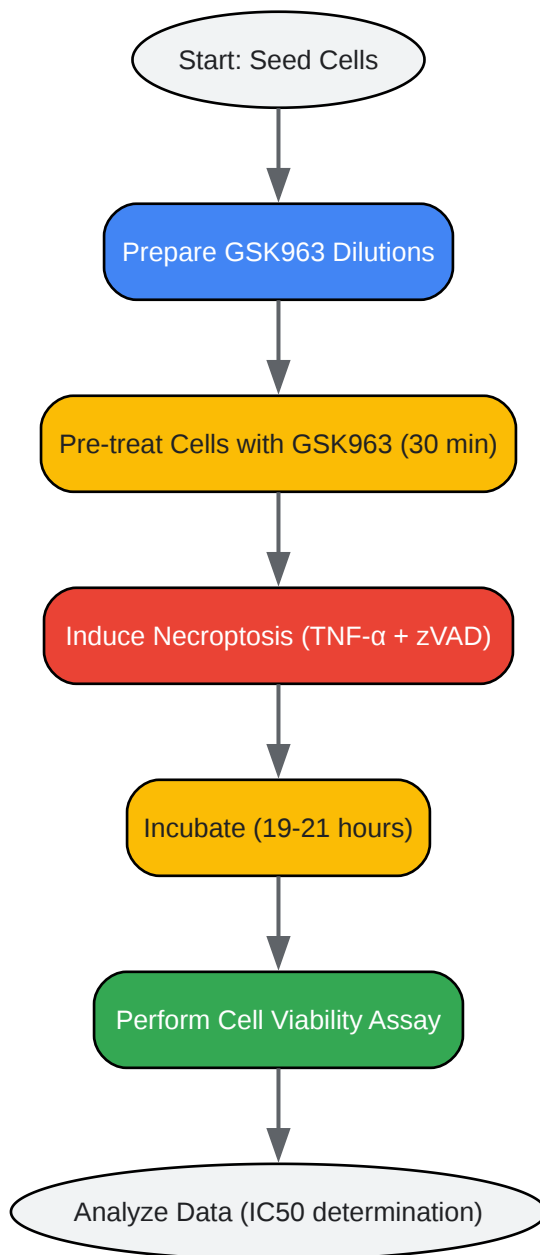 Start: Seed Cells
Prepare GSK963 Dilutions
Pre-treat Cells with GSK963 (30 min)
Induce Necroptosis (TNF-α + zVAD)
Incubate (19-21 hours)
Perform Cell Viability Assay
Analyze Data (IC50 determination)